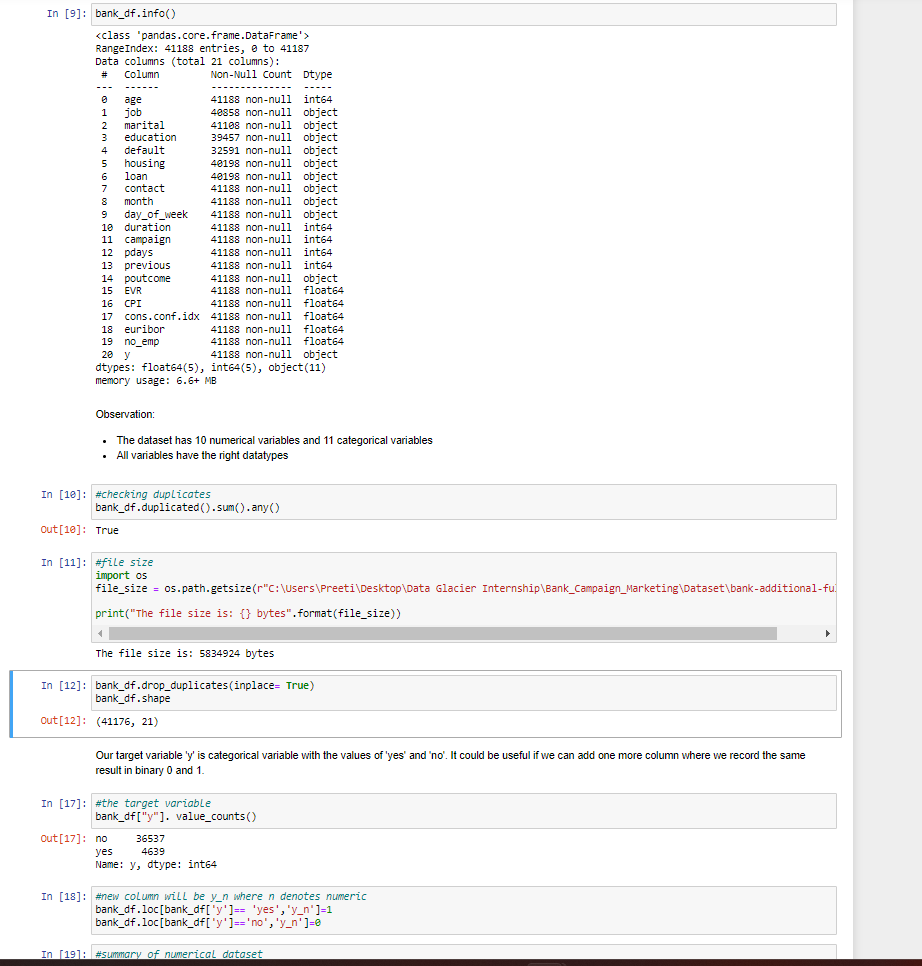 In [9]: bank_df.info()
<class 'pandas.core.frame.DataFrame'>
RangeIndex: 41188 entries, 0 to 41187
Data columns (total 21 columns):
 #   Column          Non-Null Count  Dtype
---  ------          --------------  -----
 0   age             41188 non-null  int64
 1   job             40858 non-null  object
 2   marital         41108 non-null  object
 3   education       39457 non-null  object
 4   default         32591 non-null  object
 5   housing         40198 non-null  object
 6   loan            40198 non-null  object
 7   contact         41188 non-null  object
 8   month           41188 non-null  object
 9   day_of_week     41188 non-null  object
 10  duration        41188 non-null  int64
 11  campaign        41188 non-null  int64
 12  pdays           41188 non-null  int64
 13  previous        41188 non-null  int64
 14  poutcome        41188 non-null  object
 15  EVR             41188 non-null  float64
 16  CPI             41188 non-null  float64
 17  cons.conf.idx   41188 non-null  float64
 18  euribor         41188 non-null  float64
 19  no_emp          41188 non-null  float64
 20  y               41188 non-null  object
dtypes: float64(5), int64(5), object(11)
memory usage: 6.6+ MB
Observation:
• The dataset has 10 numerical variables and 11 categorical variables
• All variables have the right datatypes
In [10]: #checking duplicates
bank_df.duplicated().sum().any()
Out[10]: True
In [11]: #file size
import os
file_size = os.path.getsize(r"C:\Users\Preeti\Desktop\Data Glacier Internship\Bank_Campaign_Marketing\Dataset\bank-additional-fu
print("The file size is: {} bytes".format(file_size))
The file size is: 5834924 bytes
In [12]: bank_df.drop_duplicates(inplace= True)
bank_df.shape
Out[12]: (41176, 21)
Our target variable 'y' is categorical variable with the values of 'yes' and 'no'. It could be useful if we can add one more column where we record the same
result in binary 0 and 1.
In [17]: #the target variable
bank_df["y"]. value_counts()
Out[17]: no     36537
yes     4639
Name: y, dtype: int64
In [18]: #new column will be y_n where n denotes numeric
bank_df.loc[bank_df['y']== 'yes','y_n']=1
bank_df.loc[bank_df['y']=='no','y_n']=0
In [19]: #summary of numerical dataset